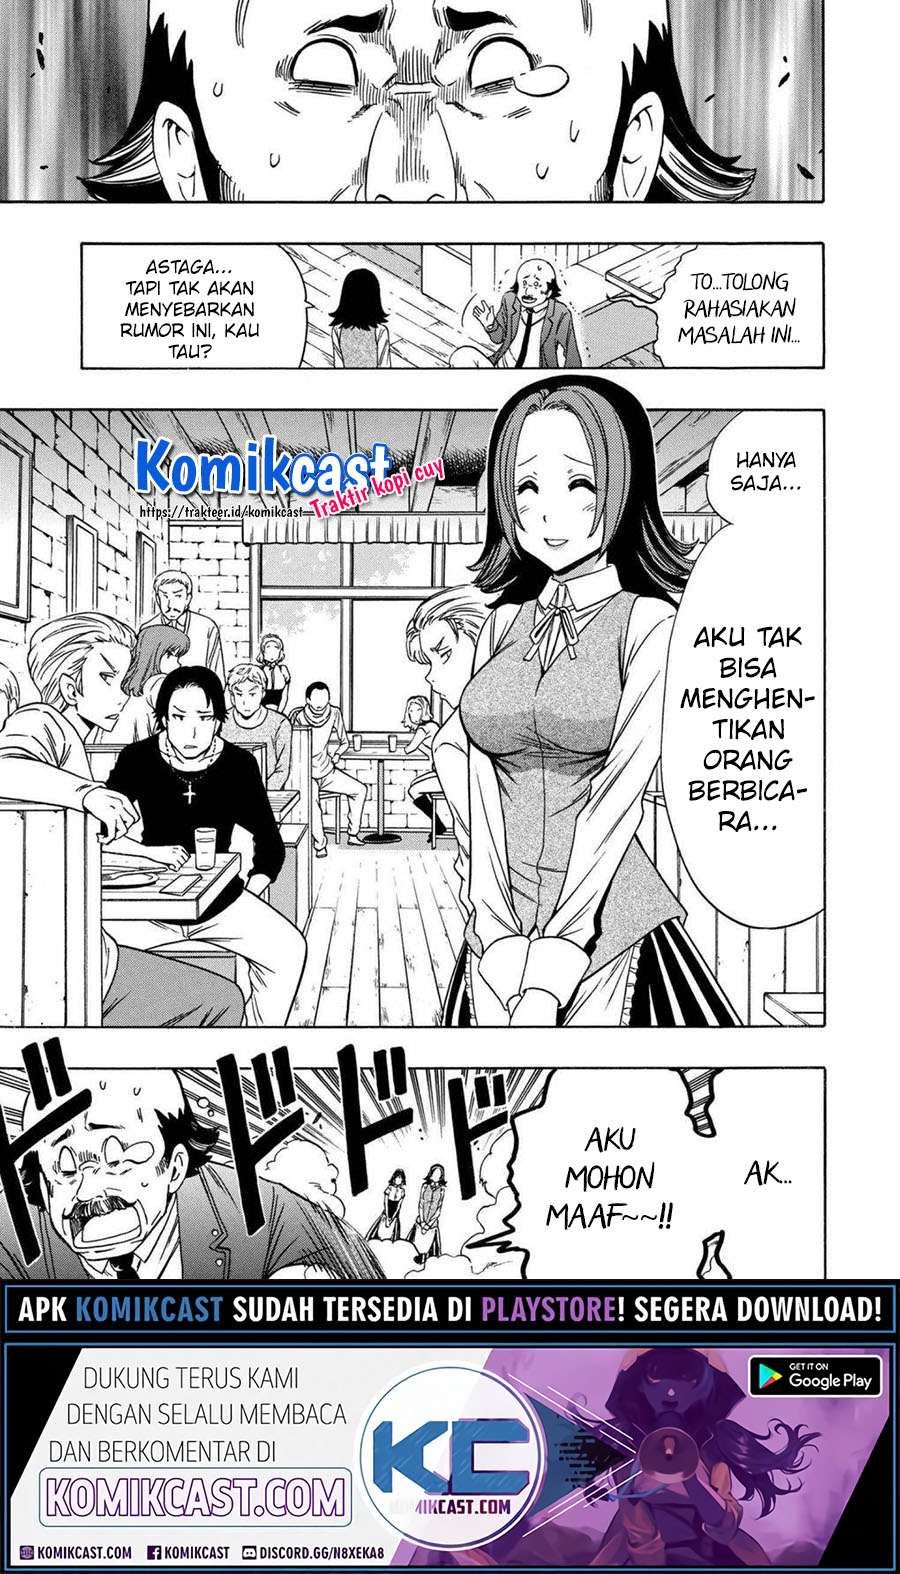 TO...TOLONG
RAHASIAKAN
MASALAH INI...
ASTAGA...
TAPI TAK AKAN
MENYEBARKAN
RUMOR INI, KAU
TAU?
HANYA
SAJA...
Komikcast
Traktir kopi cuy
https://trakteer.id/komikcast
AKU TAK
BISA
MENGHEN-
TIKAN
ORANG
BERBICA-
RA...
AK...
AKU
MOHON
MAAF~~!!
ドドドド
APK KOMIKCAST SUDAH TERSEDIA DI PLAYSTORE! SEGERA DOWNLOAD!
DUKUNG TERUS KAMI
DENGAN SELALU MEMBACA
DAN BERKOMENTAR DI
KOMIKCAST.COM
KOMIKCAST.COM KOMIKCAST DISCORD.GG/N8XEKA8
KC
KOMIKCAST.COM
GET IT ON
Google Play